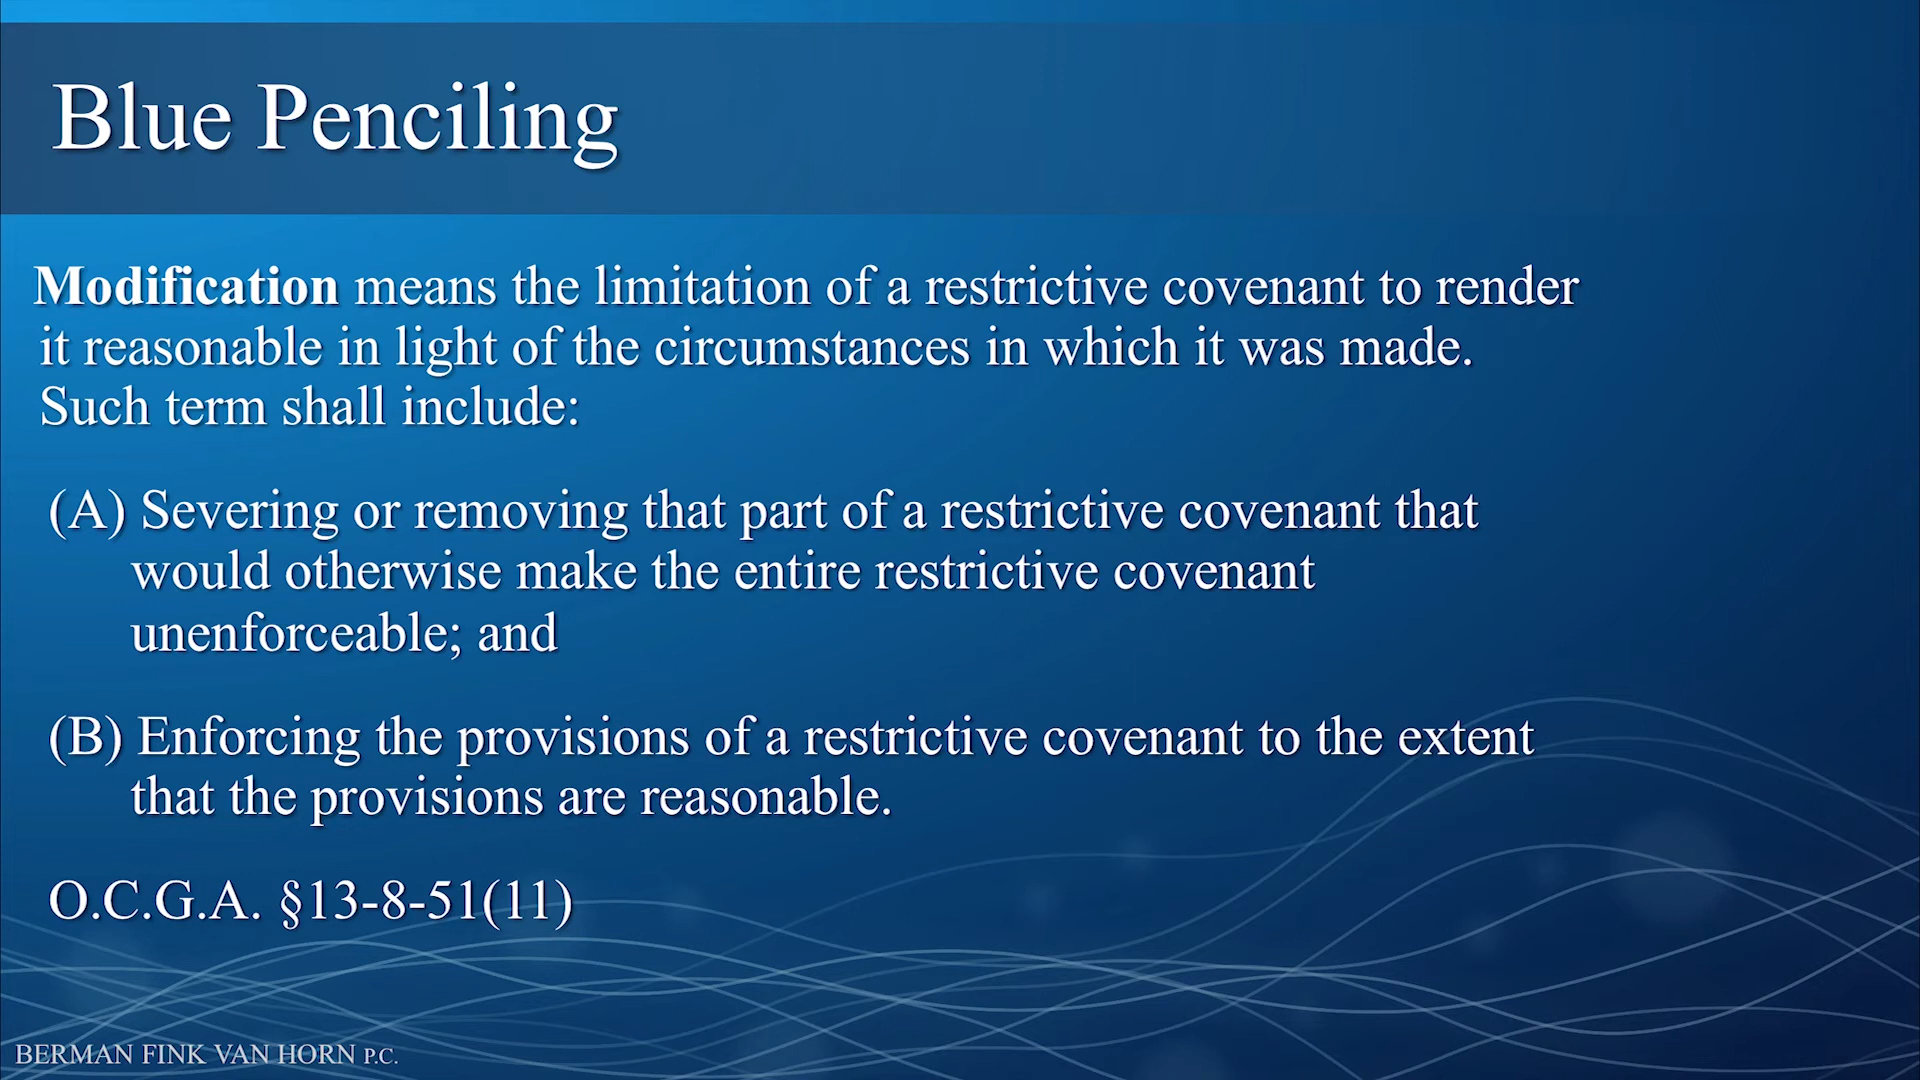 Blue Penciling
Modification means the limitation of a restrictive covenant to render
it reasonable in light of the circumstances in which it was made.
Such term shall include:
(A) Severing or removing that part of a restrictive covenant that
would otherwise make the entire restrictive covenant
unenforceable; and
(B) Enforcing the provisions of a restrictive covenant to the extent
that the provisions are reasonable.
O.C.G.A. §13-8-51(11)
BERMAN FINK VAN HORN P.C.